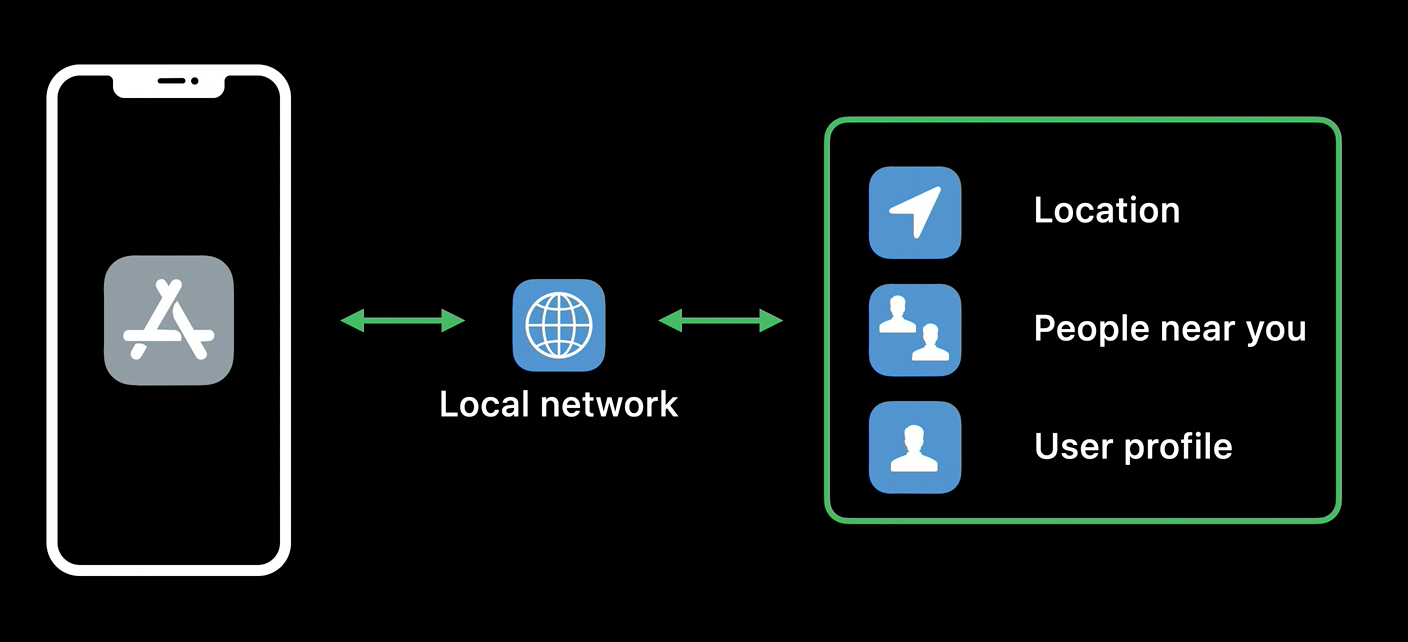 Local network
Location
People near you
User profile